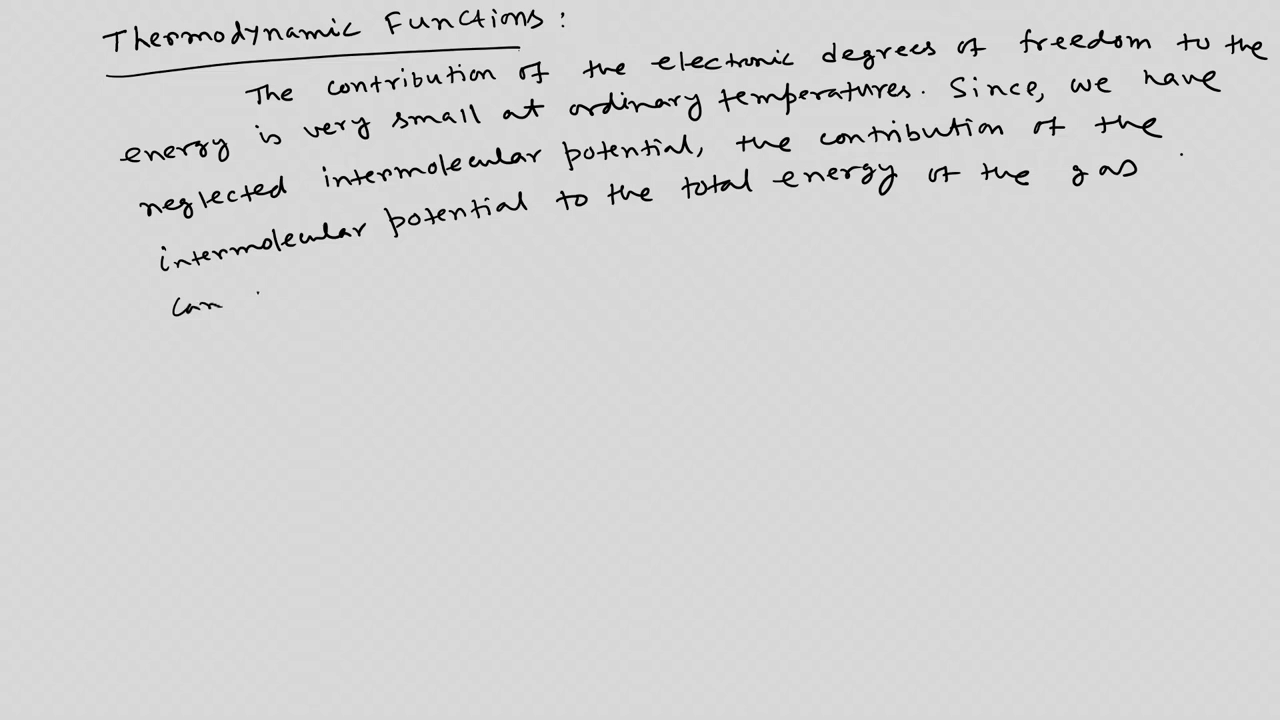 Thermodynamic Functions:
The contribution of the electronic degrees of freedom to the
energy is very small at ordinary temperatures. Since, we have
neglected intermolecular potential, the contribution of the
intermolecular potential to the total energy of the gas
can